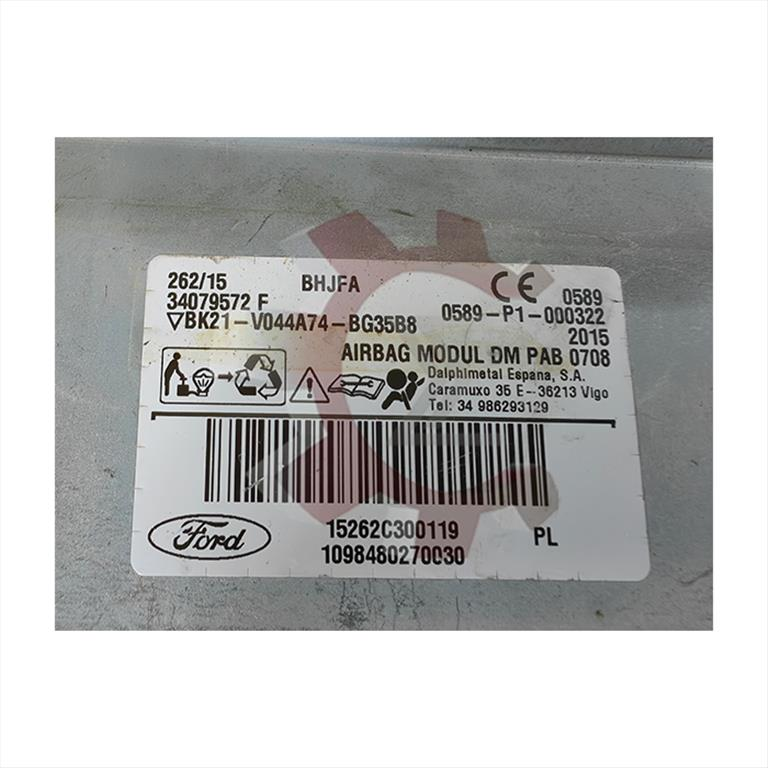 262/15 BHJFA CE 0589
34079572 F 0589-P1-000322
▽BK21-V044A74-BG35B8 2015
AIRBAG MODUL DM PAB 0708
Dalphimetal Espana, S.A.
Caramuxo 35 E-36213 Vigo
Tel: 34 986293129
Ford 15262C300119 PL
1098480270030